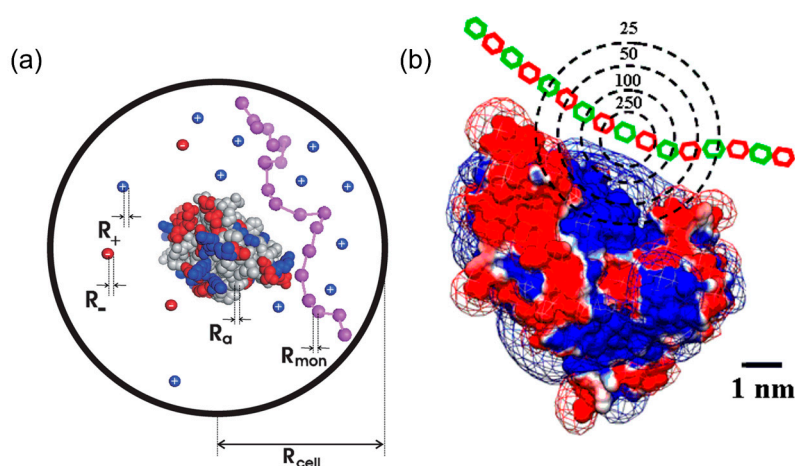 (a)
R+
R-
Ra
Rmon
Rcell
+
+
+
+
+
+
+
+
+
-
-
(b)
25
50
100
250
1 nm